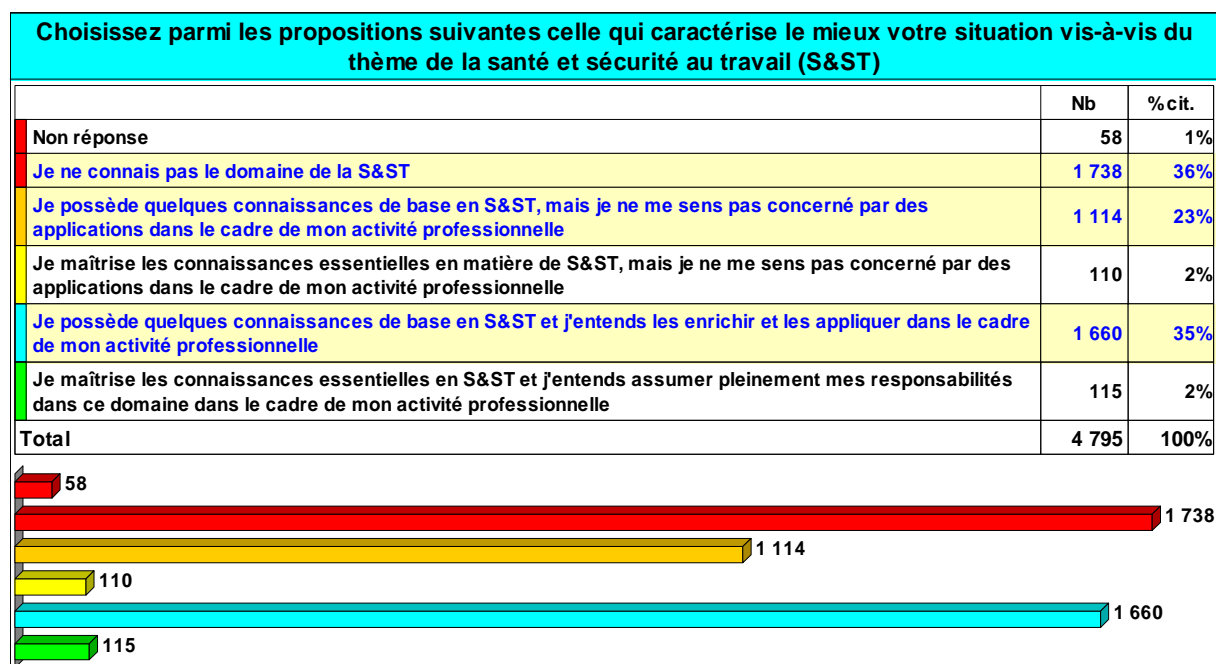 Choisissez parmi les propositions suivantes celle qui caractérise le mieux votre situation vis-à-vis du
thème de la santé et sécurité au travail (S&ST)
Nb %cit.
Non réponse 58 1%
Je ne connais pas le domaine de la S&ST 1 738 36%
Je possède quelques connaissances de base en S&ST, mais je ne me sens pas concerné par des
applications dans le cadre de mon activité professionnelle 1 114 23%
Je maîtrise les connaissances essentielles en matière de S&ST, mais je ne me sens pas concerné par des
applications dans le cadre de mon activité professionnelle 110 2%
Je possède quelques connaissances de base en S&ST et j'entends les enrichir et les appliquer dans le cadre
de mon activité professionnelle 1 660 35%
Je maîtrise les connaissances essentielles en S&ST et j'entends assumer pleinement mes responsabilités
dans ce domaine dans le cadre de mon activité professionnelle 115 2%
Total 4 795 100%
58
1 738
1 114
110
1 660
115